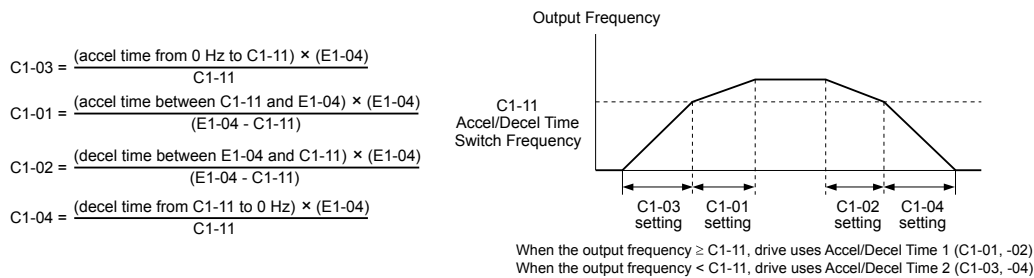 C1-03 = (accel time from 0 Hz to C1-11) × (E1-04)
C1-11
C1-01 = (accel time between C1-11 and E1-04) × (E1-04)
(E1-04 - C1-11)
C1-02 = (decel time between E1-04 and C1-11) × (E1-04)
(E1-04 - C1-11)
C1-04 = (decel time from C1-11 to 0 Hz) × (E1-04)
C1-11
Output Frequency
C1-11
Accel/Decel Time
Switch Frequency
C1-03
setting
C1-01
setting
C1-02
setting
C1-04
setting
When the output frequency ≥ C1-11, drive uses Accel/Decel Time 1 (C1-01, -02)
When the output frequency < C1-11, drive uses Accel/Decel Time 2 (C1-03, -04)